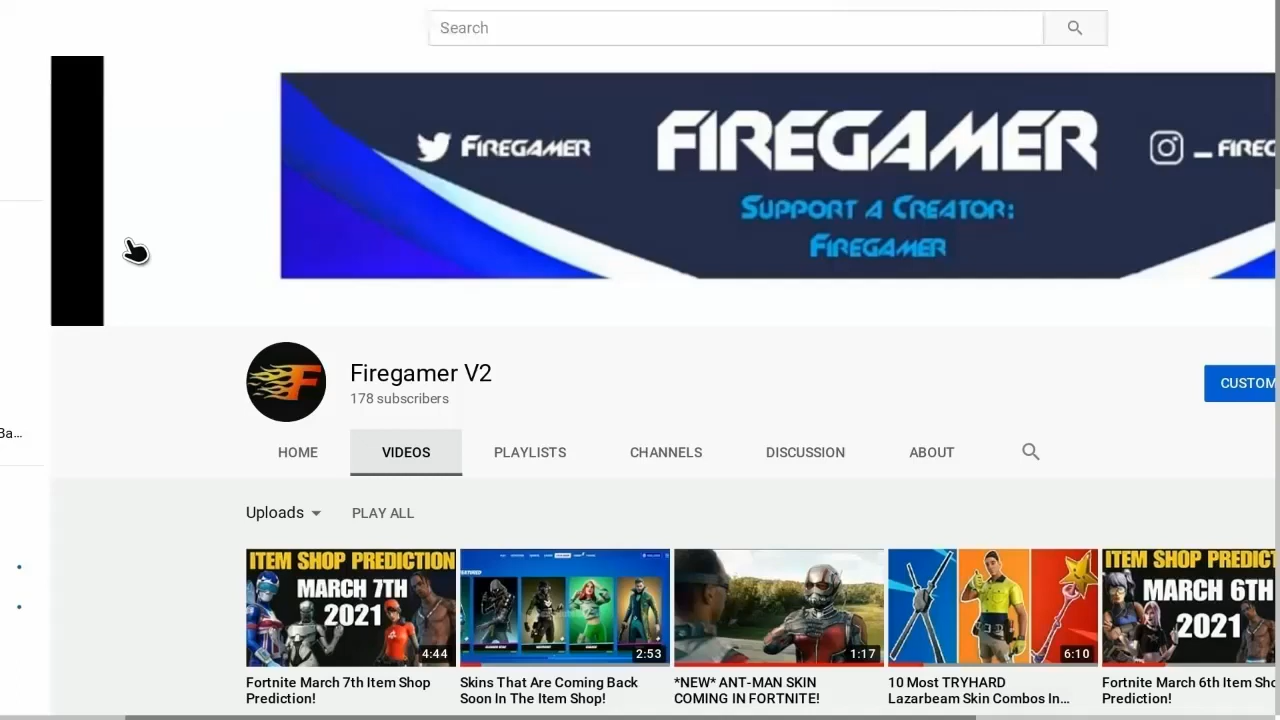 Search
FIREGAMER
FIREGAMER
_ FIREG
SUPPORT A CREATOR:
FIREGAMER
F
Firegamer V2
178 subscribers
CUSTOM
Ba…
HOME
VIDEOS
PLAYLISTS
CHANNELS
DISCUSSION
ABOUT
Uploads
PLAY ALL
ITEM SHOP PREDICTION
MARCH 7TH
2021
4:44
2:53
1:17
6:10
ITEM SHOP PREDICT
MARCH 6TH
2021
Fortnite March 7th Item Shop
Prediction!
Skins That Are Coming Back
Soon In The Item Shop!
*NEW* ANT-MAN SKIN
COMING IN FORTNITE!
10 Most TRYHARD
Lazarbeam Skin Combos In…
Fortnite March 6th Item Sho
Prediction!